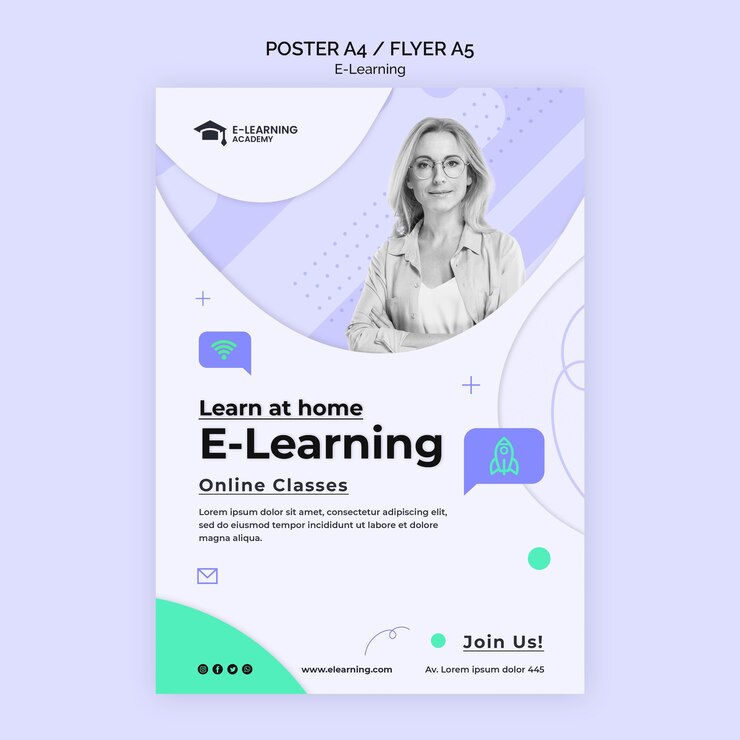 POSTER A4 / FLYER A5
E-Learning
E-LEARNING
ACADEMY
Learn at home
E-Learning
Online Classes
Lorem ipsum dolor sit amet, consectetur adipiscing elit,
sed do eiusmod tempor incididunt ut labore et dolore
magna aliqua.
Join Us!
www.elearning.com
Av. Lorem ipsum dolor 445